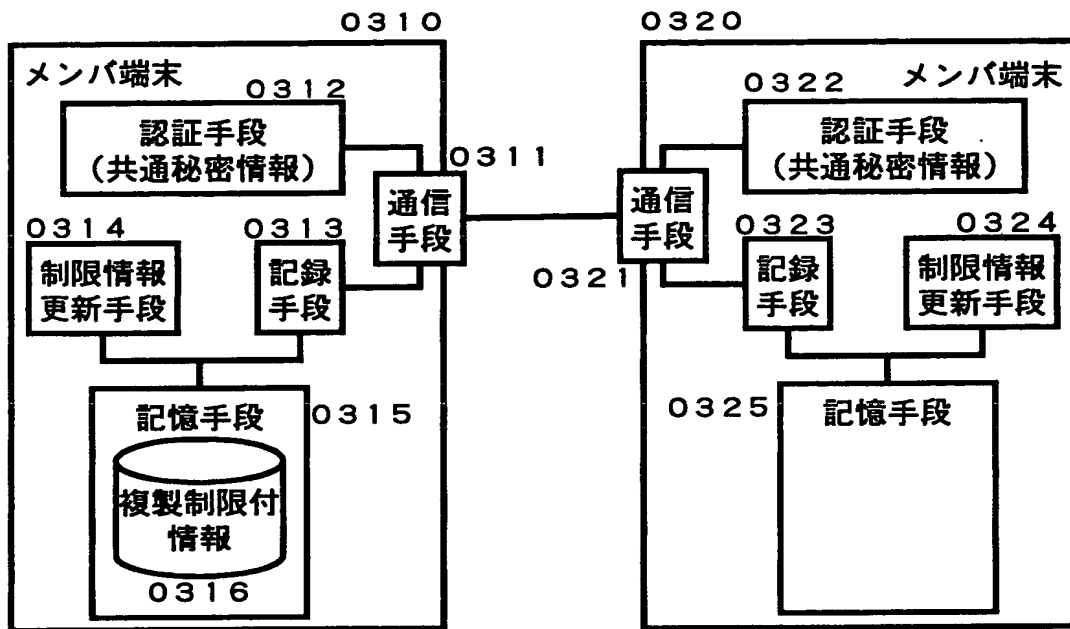 0310
メンバ端末
0312
認証手段
(共通秘密情報)
0311
通信
手段
0314
制限情報
更新手段
0313
記録
手段
記憶手段
0315
複製制限付
情報
0316
0320
メンバ端末
0322
認証手段
(共通秘密情報)
通信
手段
0321
0323
記録
手段
0324
制限情報
更新手段
0325
記憶手段